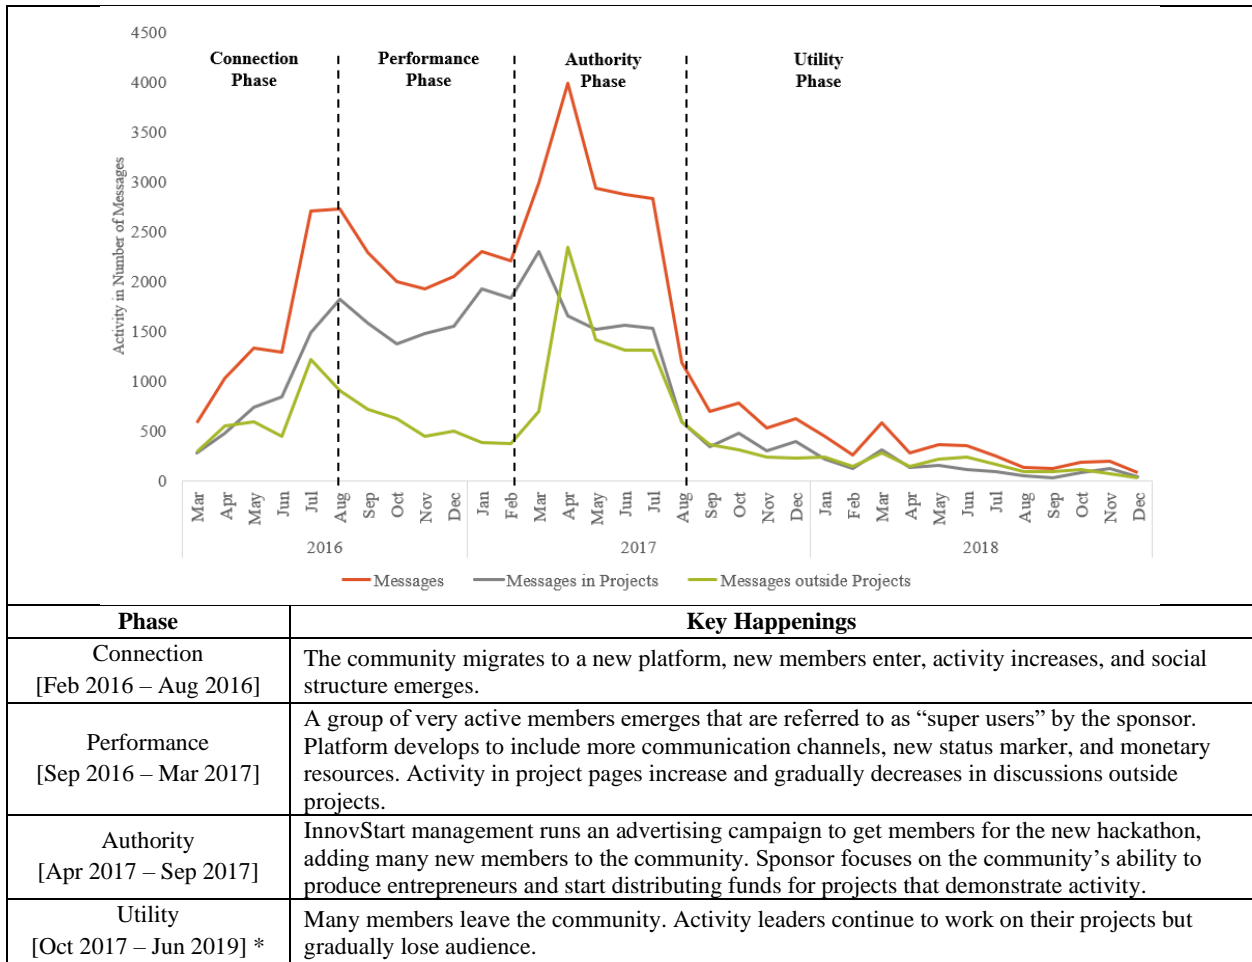 4500
4000
3500
3000
2500
2000
1500
1000
500
0
Activity in Number of Messages
Connection
Phase
Performance
Phase
Authority
Phase
Utility
Phase
Mar Apr May Jun Jul Aug Sep Oct Nov Dec Jan Feb Mar Apr May Jun Jul Aug Sep Oct Nov Dec Jan Feb Mar Apr May Jun Jul Aug Sep Oct Nov Dec
2016 2017 2018
Messages Messages in Projects Messages outside Projects
Phase Key Happenings
Connection
[Feb 2016 – Aug 2016]
The community migrates to a new platform, new members enter, activity increases, and social
structure emerges.
Performance
[Sep 2016 – Mar 2017]
A group of very active members emerges that are referred to as “super users” by the sponsor.
Platform develops to include more communication channels, new status marker, and monetary
resources. Activity in project pages increase and gradually decreases in discussions outside
projects.
Authority
[Apr 2017 – Sep 2017]
InnovStart management runs an advertising campaign to get members for the new hackathon,
adding many new members to the community. Sponsor focuses on the community’s ability to
produce entrepreneurs and start distributing funds for projects that demonstrate activity.
Utility
[Oct 2017 – Jun 2019] *
Many members leave the community. Activity leaders continue to work on their projects but
gradually lose audience.